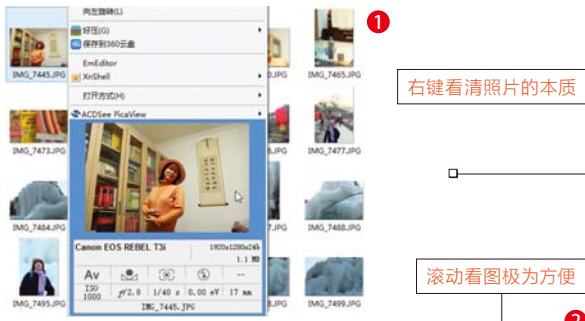 向左旋转(L)
❶
好压(G)
保存到360云盘
EmEditor
XnShell
IMG_7445.JPG
IMG_7465.JPG
右键看清照片的本质
打开方式(H)
ACDSee PicaView
IMG_7473.JPG
IMG_7477.JPG
IMG_7484.JPG
IMG_7488.JPG
Canon EOS REBEL T3i
1920x1280x24b
1.1 MB
Av
--
ISO 1000
f/2.8
1/40 s
0.00 eV
17 mm
IMG_7445.JPG
IMG_7495.JPG
IMG_7499.JPG
滚动看图极为方便
❷